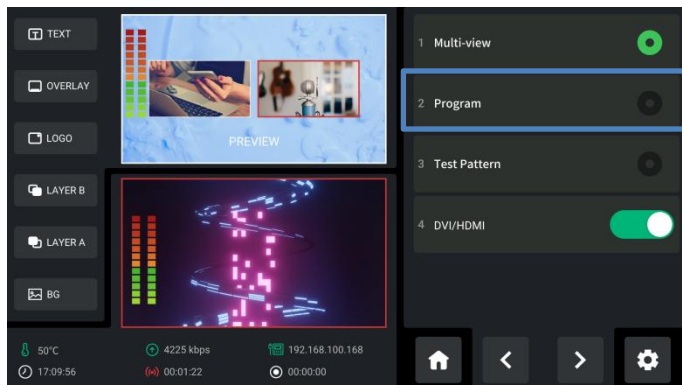 TEXT
OVERLAY
LOGO
LAYER B
LAYER A
BG
PREVIEW
50°C
4225 kbps
192.168.100.168
17:09:56
00:01:22
00:00:00
1 Multi-view
2 Program
3 Test Pattern
4 DVI/HDMI